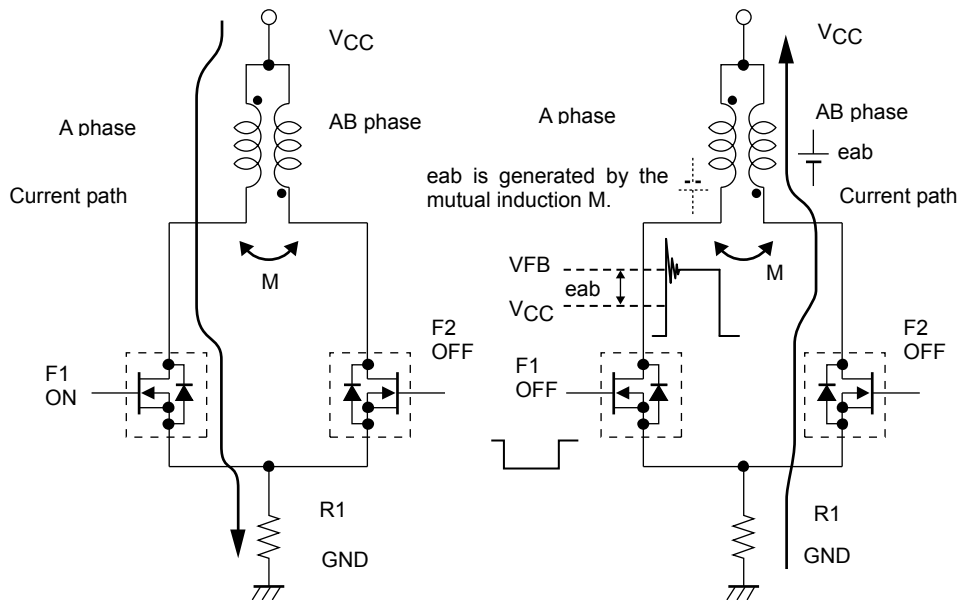 VCC
A phase
AB phase
Current path
M
F1
ON
F2
OFF
R1
GND
VCC
A phase
AB phase
eab
eab is generated by the
mutual induction M.
Current path
M
VFB
eab
VCC
F1
OFF
F2
OFF
R1
GND